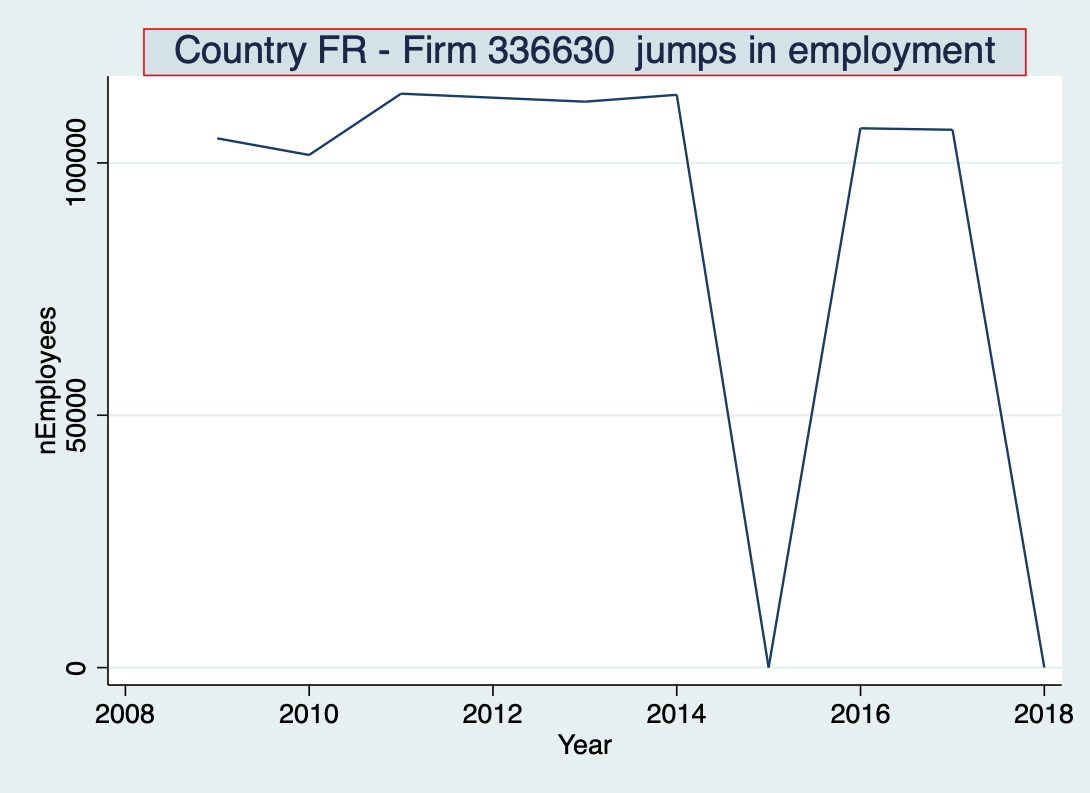 Country FR - Firm 336630  jumps in employment
nEmployees
100000
50000
0
2008 2010 2012 2014 2016 2018
Year